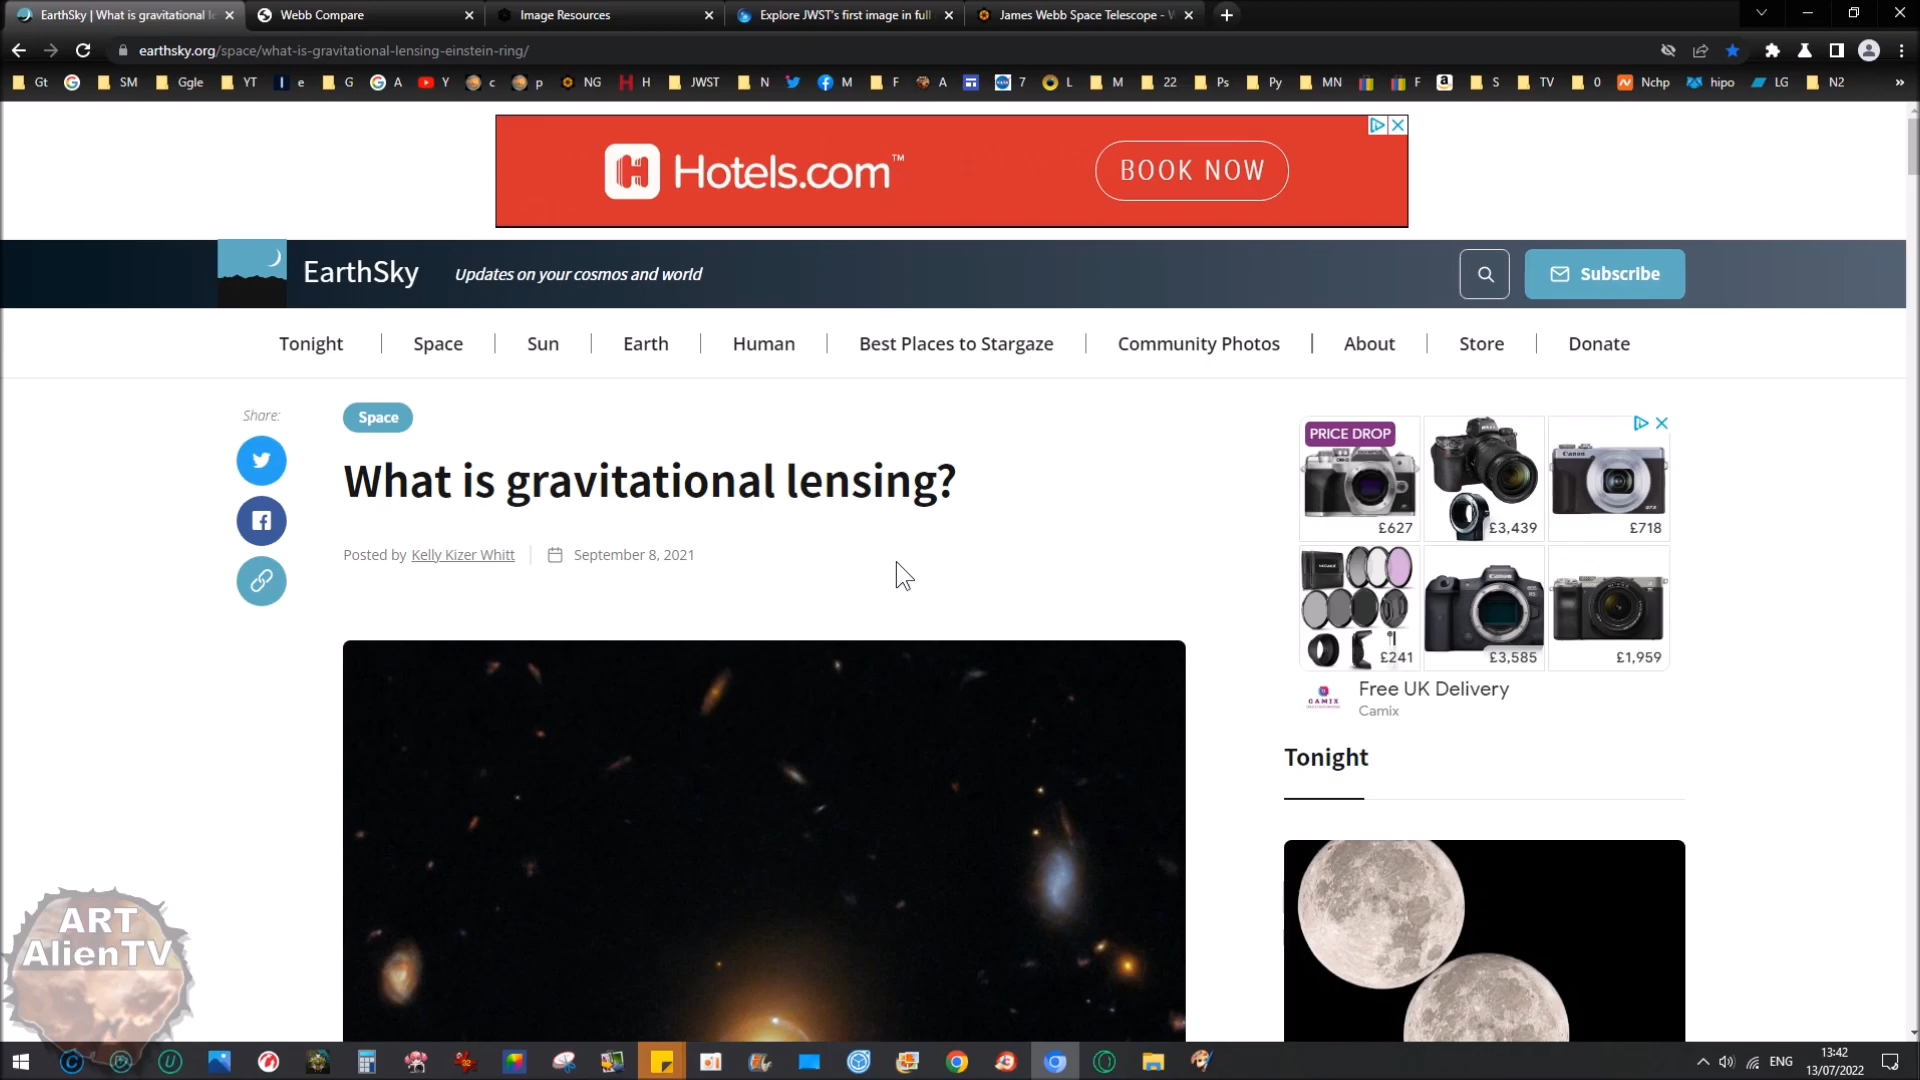 EarthSky | What is gravitational l
Webb Compare
Image Resources
Explore JWST's first image in full
James Webb Space Telescope - W
earthsky.org/space/what-is-gravitational-lensing-einstein-ring/
Gt SM Ggle YT e G A Y c p NG H JWST N M F A 7 L M 22 Ps Py MN F S TV 0 Nchp hipo LG N2 »
Hotels.com™
BOOK NOW
EarthSky
Updates on your cosmos and world
Subscribe
Tonight | Space | Sun | Earth | Human | Best Places to Stargaze | Community Photos | About | Store | Donate
Share:
Space
What is gravitational lensing?
Posted by Kelly Kizer Whitt | September 8, 2021
PRICE DROP
£627 £3,439 £718
£241 £3,585 £1,959
Free UK Delivery
CAMIX
Camix
Tonight
ART
AlienTV
ENG
13:42
13/07/2022